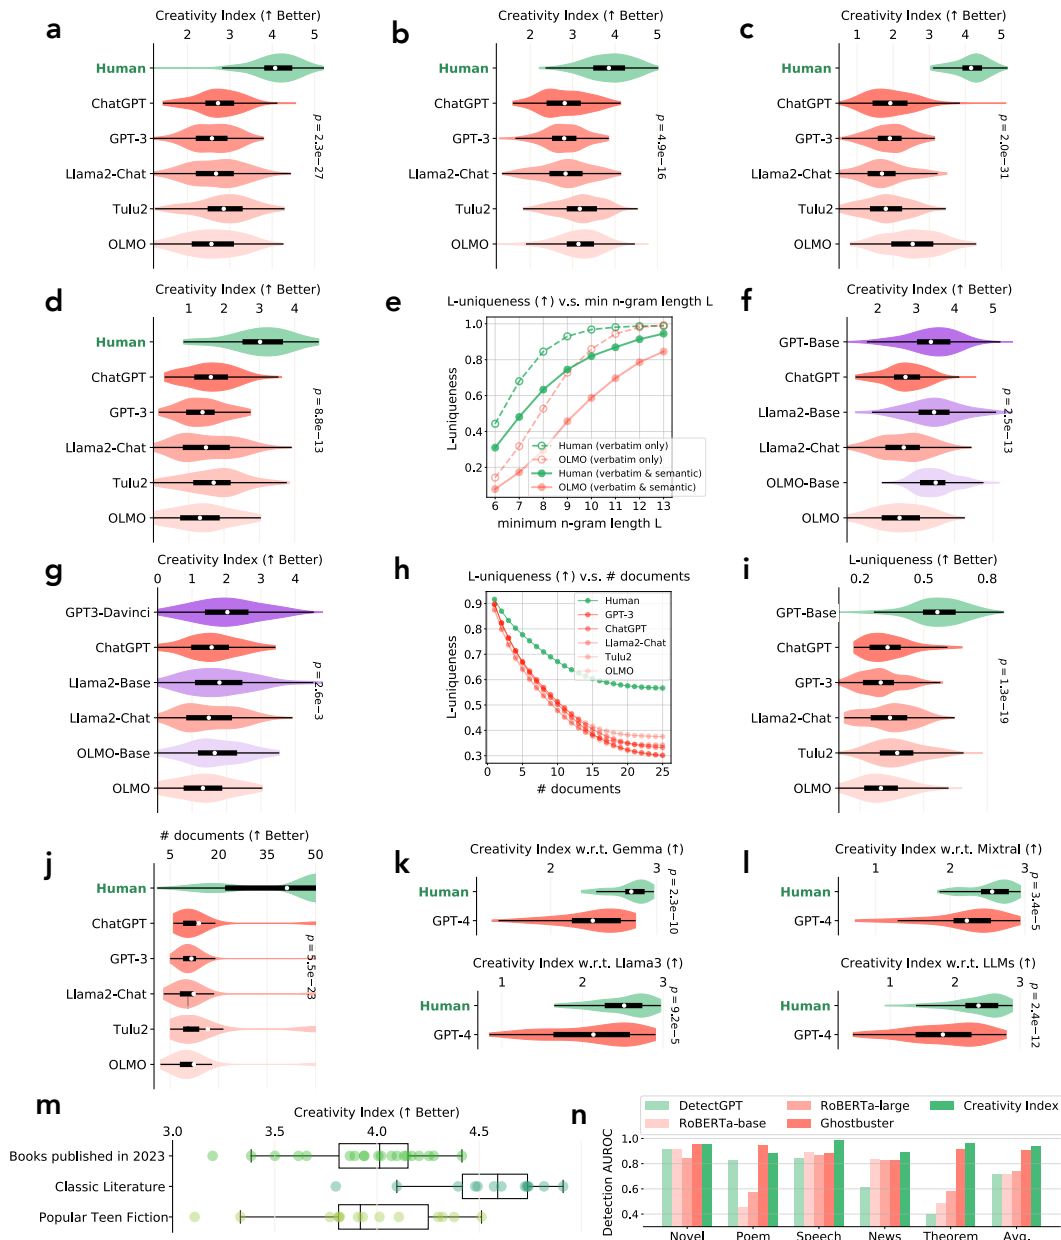 a
Creativity Index (↑ Better)
2 3 4 5
Human
ChatGPT
GPT-3
Llama2-Chat
Tulu2
OLMO
p = 2.3e−27
b
Creativity Index (↑ Better)
2 3 4 5
Human
ChatGPT
GPT-3
Llama2-Chat
Tulu2
OLMO
p = 4.9e−16
c
Creativity Index (↑ Better)
1 2 3 4 5
Human
ChatGPT
GPT-3
Llama2-Chat
Tulu2
OLMO
p = 2.0e−31
d
Creativity Index (↑ Better)
1 2 3 4
Human
ChatGPT
GPT-3
Llama2-Chat
Tulu2
OLMO
p = 8.8e−13
e
L-uniqueness (↑) v.s. min n-gram length L
L-uniqueness
1.0
0.8
0.6
0.4
0.2
Human (verbatim only)
OLMO (verbatim only)
Human (verbatim & semantic)
OLMO (verbatim & semantic)
6 7 8 9 10 11 12 13
minimum n-gram length L
f
Creativity Index (↑ Better)
2 3 4 5
GPT-Base
ChatGPT
Llama2-Base
Llama2-Chat
OLMO-Base
OLMO
p = 2.5e−13
g
Creativity Index (↑ Better)
0 1 2 3 4
GPT3-Davinci
ChatGPT
Llama2-Base
Llama2-Chat
OLMO-Base
OLMO
p = 2.6e−3
h
L-uniqueness (↑) v.s. # documents
L-uniqueness
0.9
0.8
0.7
0.6
0.5
0.4
0.3
Human
GPT-3
ChatGPT
Llama2-Chat
Tulu2
OLMO
0 5 10 15 20 25
# documents
i
L-uniqueness (↑ Better)
0.2 0.5 0.8
GPT-Base
ChatGPT
GPT-3
Llama2-Chat
Tulu2
OLMO
p = 1.3e−19
j
# documents (↑ Better)
5 20 35 50
Human
ChatGPT
GPT-3
Llama2-Chat
Tulu2
OLMO
p = 5.5e−23
k
Creativity Index w.r.t. Gemma (↑)
2 3
Human
GPT-4
p = 2.3e−10
Creativity Index w.r.t. Llama3 (↑)
1 2 3
Human
GPT-4
p = 9.2e−5
l
Creativity Index w.r.t. Mixtral (↑)
1 2 3
Human
GPT-4
p = 3.4e−5
Creativity Index w.r.t. LLMs (↑)
1 2 3
Human
GPT-4
p = 2.4e−12
m
Creativity Index (↑ Better)
3.0 3.5 4.0 4.5
Books published in 2023
Classic Literature
Popular Teen Fiction
n
DetectGPT
RoBERTa-base
RoBERTa-large
Ghostbuster
Creativity Index
Detection AUROC
1.0
0.8
0.6
0.4
Novel Poem Speech News Theorem Avg.